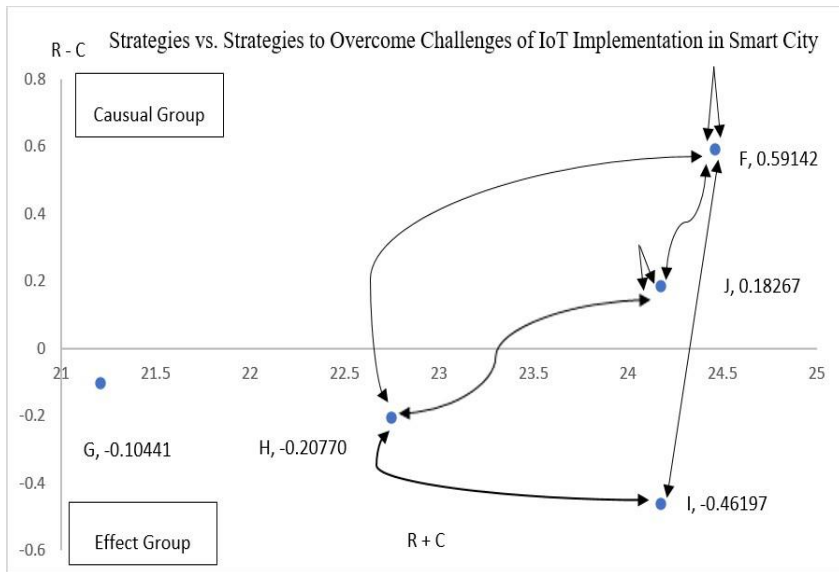 Strategies vs. Strategies to Overcome Challenges of IoT Implementation in Smart City
R - C
0.8
Causual Group
0.6
F, 0.59142
0.4
0.2
J, 0.18267
0
21 21.5 22 22.5 23 23.5 24 24.5 25
-0.2
G, -0.10441 H, -0.20770
-0.4
I, -0.46197
Effect Group R + C
-0.6